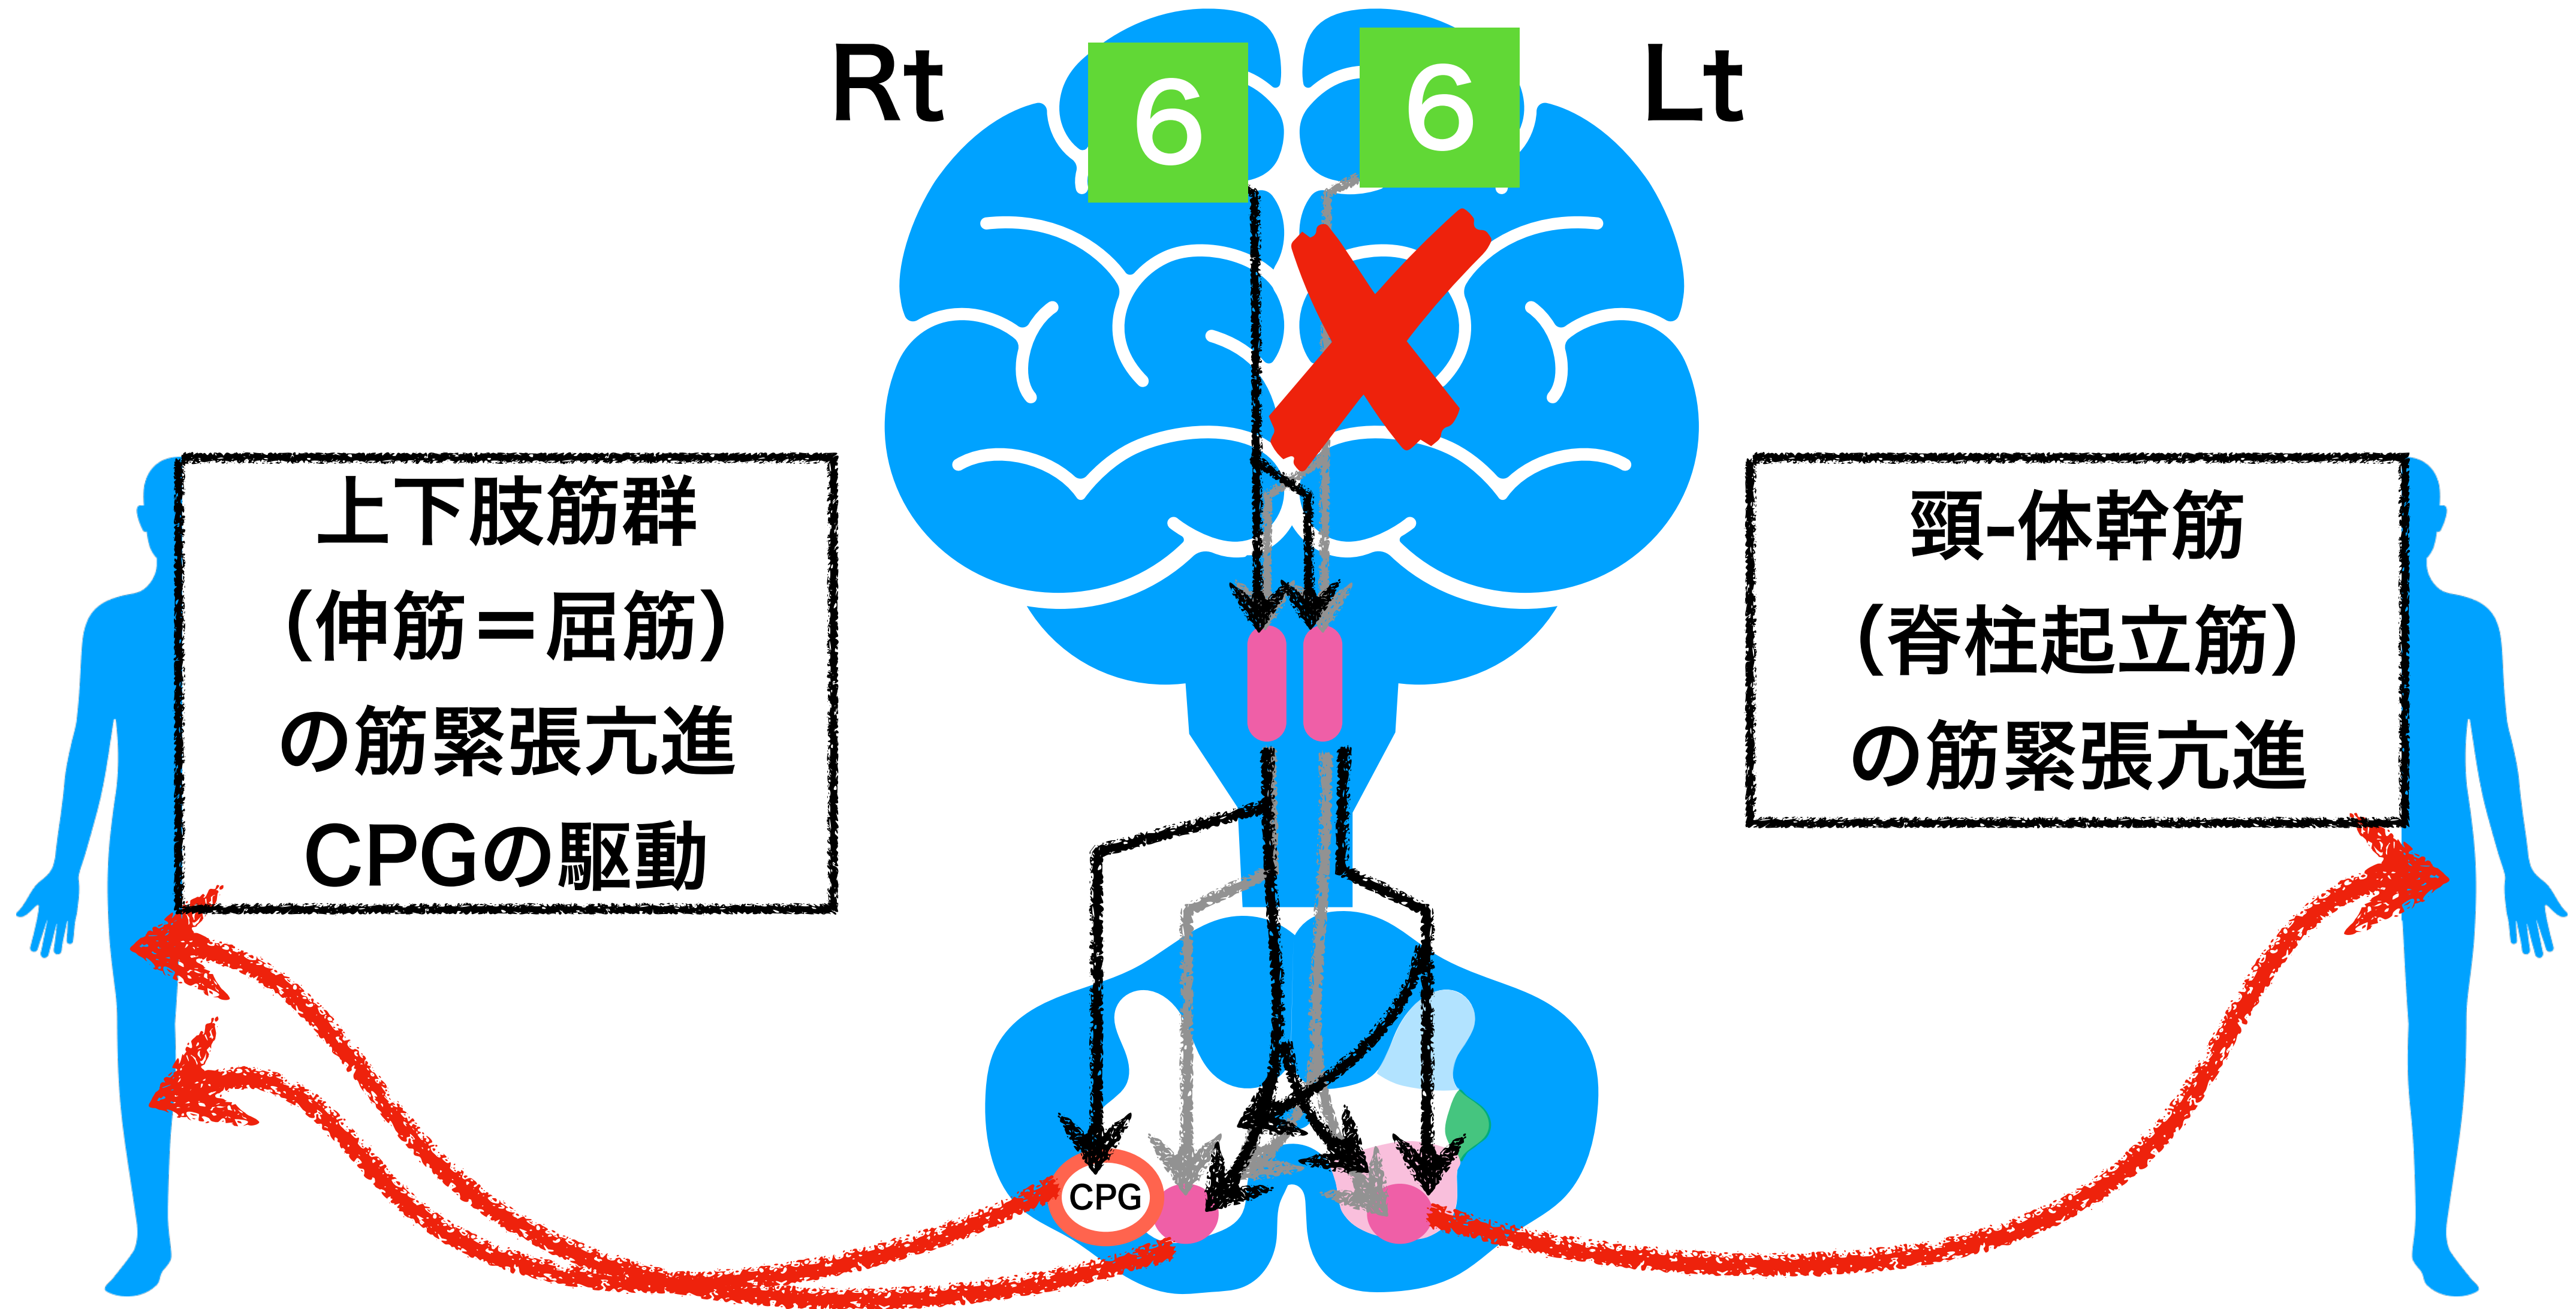 Rt
6
6
Lt
上下肢筋群
（伸筋＝屈筋）
の筋緊張亢進
CPGの駆動
頸-体幹筋
（脊柱起立筋）
の筋緊張亢進
CPG